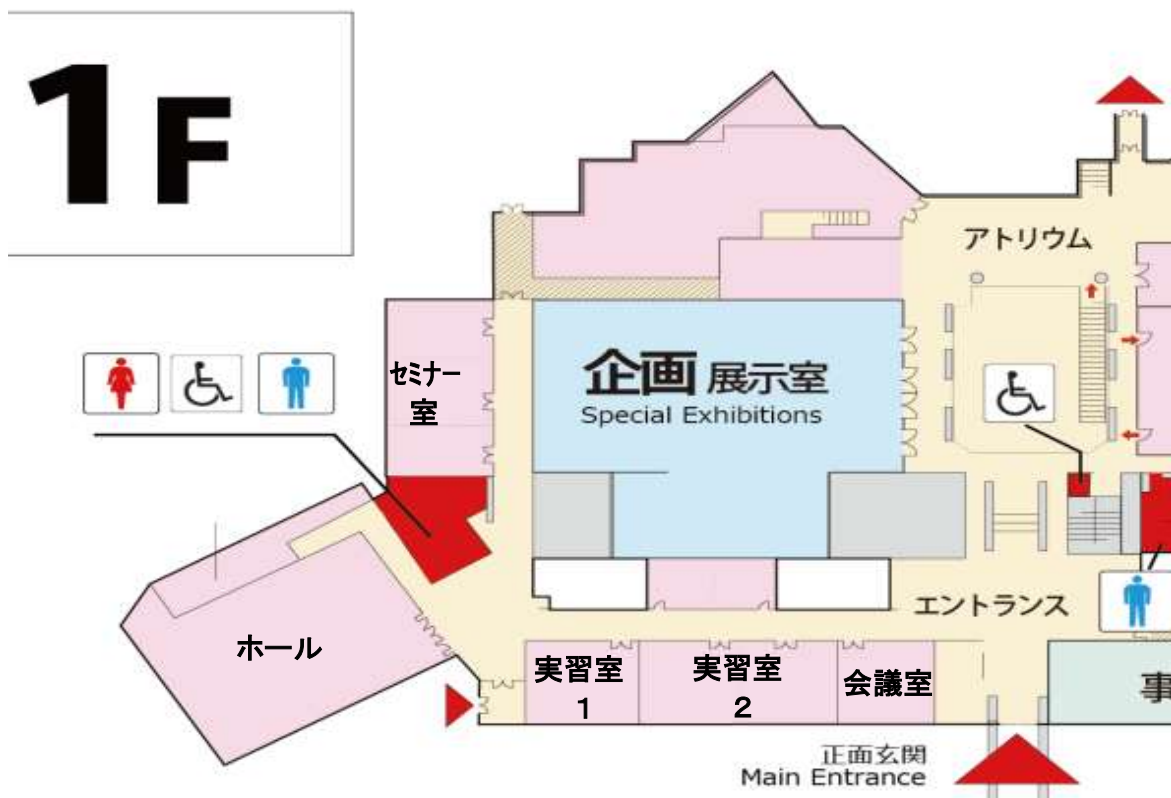 1F
アトリウム
セミナー
室
企画 展示室
Special Exhibitions
エントランス
ホール
実習室
1
実習室
2
会議室
事
正面玄関
Main Entrance